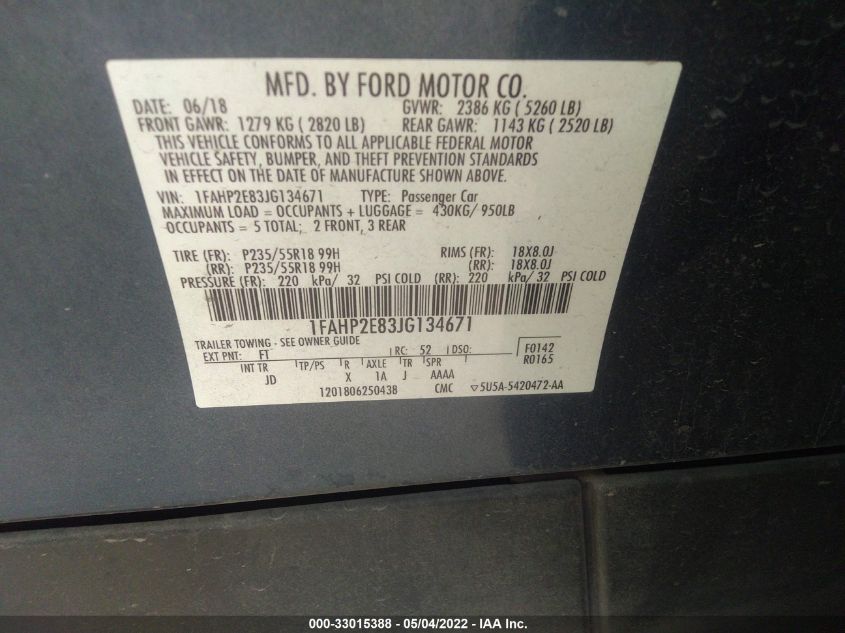 MFD. BY FORD MOTOR CO.
DATE: 06/18 GVWR: 2386 KG ( 5260 LB)
FRONT GAWR: 1279 KG ( 2820 LB) REAR GAWR: 1143 KG ( 2520 LB)
THIS VEHICLE CONFORMS TO ALL APPLICABLE FEDERAL MOTOR
VEHICLE SAFETY, BUMPER, AND THEFT PREVENTION STANDARDS
IN EFFECT ON THE DATE OF MANUFACTURE SHOWN ABOVE.
VIN: 1FAHP2E83JG134671 TYPE: Passenger Car
MAXIMUM LOAD = OCCUPANTS + LUGGAGE = 430KG/ 950LB
OCCUPANTS = 5 TOTAL; 2 FRONT, 3 REAR
TIRE (FR): P235/55R18 99H RIMS (FR): 18X8.0J
(RR): P235/55R18 99H (RR): 18X8.0J
PRESSURE (FR): 220 kPa/ 32 PSI COLD (RR): 220 kPa/ 32 PSI COLD
1FAHP2E83JG134671
TRAILER TOWING - SEE OWNER GUIDE
EXT PNT: FT RC: 52 DSO: F0142
INT TR TP/PS R AXLE TR SPR R0165
JD X 1A J AAAA
1201806250438 CMC ▽5U5A-5420472-AA
000-33015388 - 05/04/2022 - IAA Inc.